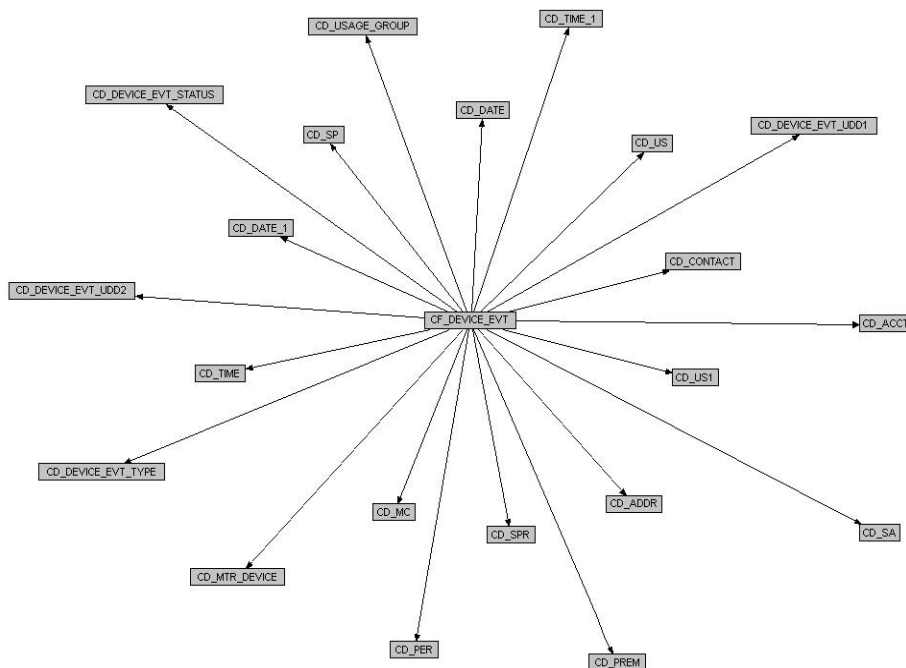 CD_TIME_1
CD_USAGE_GROUP
CD_DEVICE_EVT_STATUS
CD_DATE
CD_DEVICE_EVT_UDD1
CD_SP
CD_US
CD_DATE_1
CD_CONTACT
CD_DEVICE_EVT_UDD2
CF_DEVICE_EVT
CD_ACCT
CD_TIME
CD_US1
CD_DEVICE_EVT_TYPE
CD_ADDR
CD_MC
CD_SPR
CD_SA
CD_MTR_DEVICE
CD_PER
CD_PREM